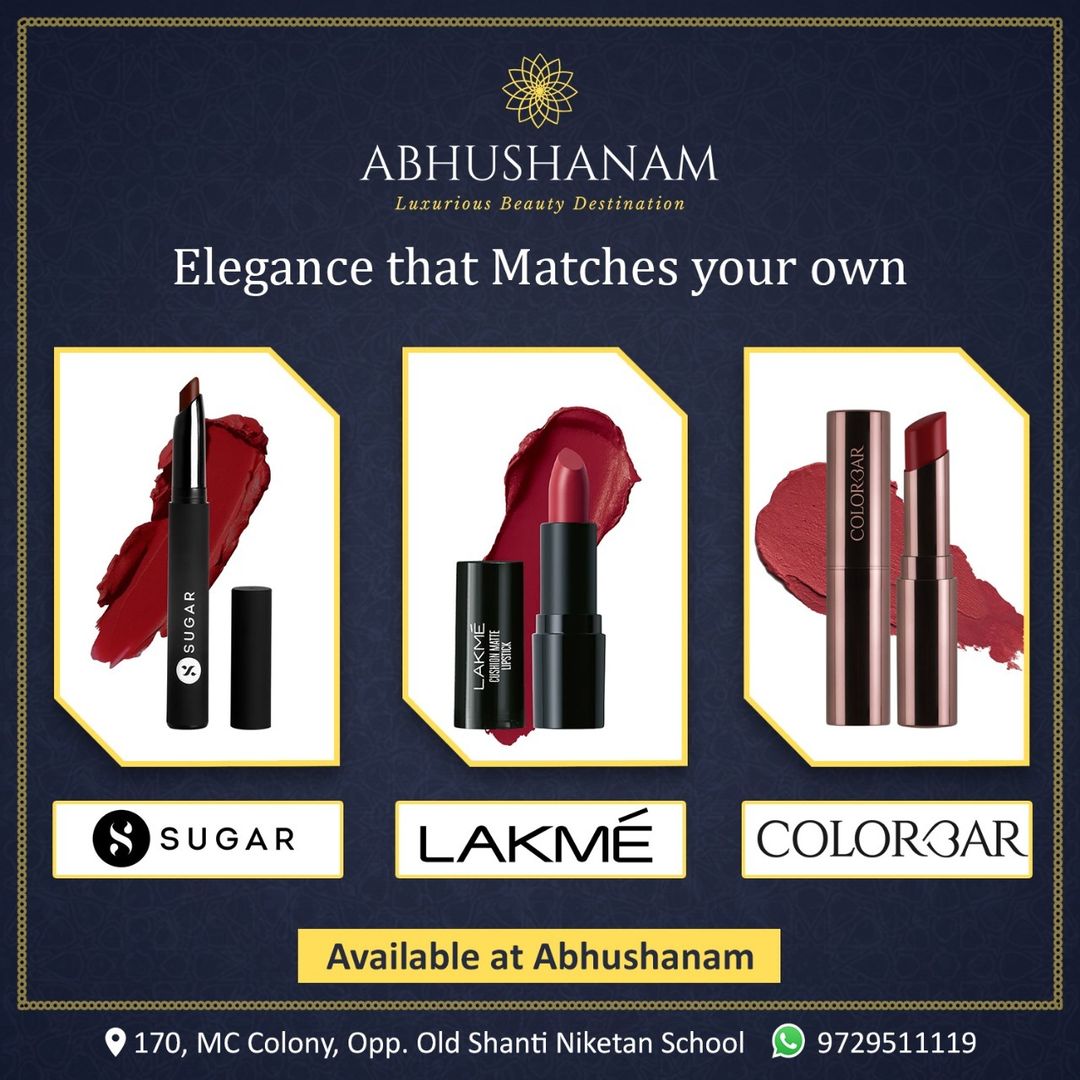 ABHUSHANAM
Luxurious Beauty Destination
Elegance that Matches your own
SUGAR
LAKMÉ
CUSHION MATTE
LIPSTICK
COLORBAR
SUGAR
LAKMÉ
COLORBAR
Available at Abhushanam
170, MC Colony, Opp. Old Shanti Niketan School
9729511119